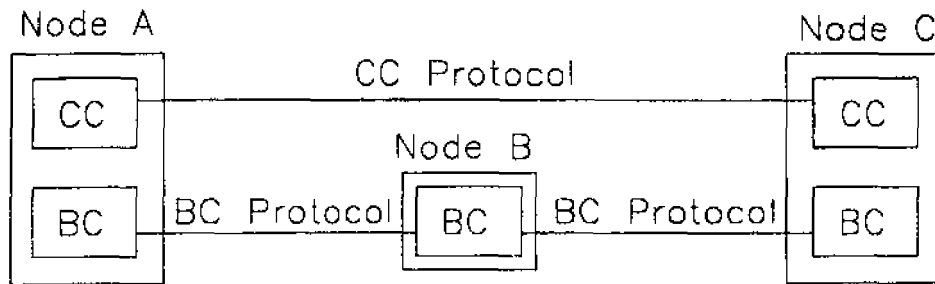 Node A
Node C
CC Protocol
CC
CC
Node B
BC Protocol
BC Protocol
BC
BC
BC